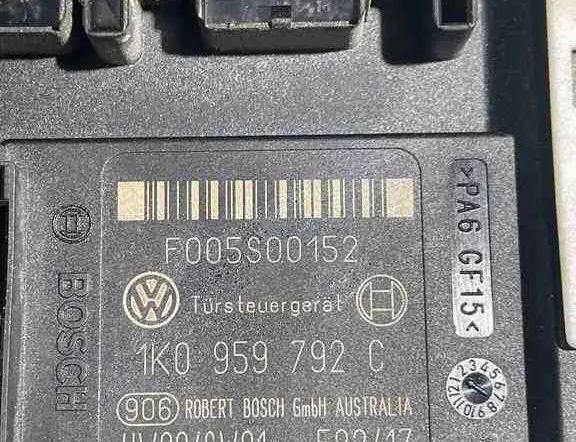 F005S00152
Türsteuergerät
1K0 959 792 C
906 ROBERT BOSCH GmbH AUSTRALIA
BOSCH
>PA6 GF15<